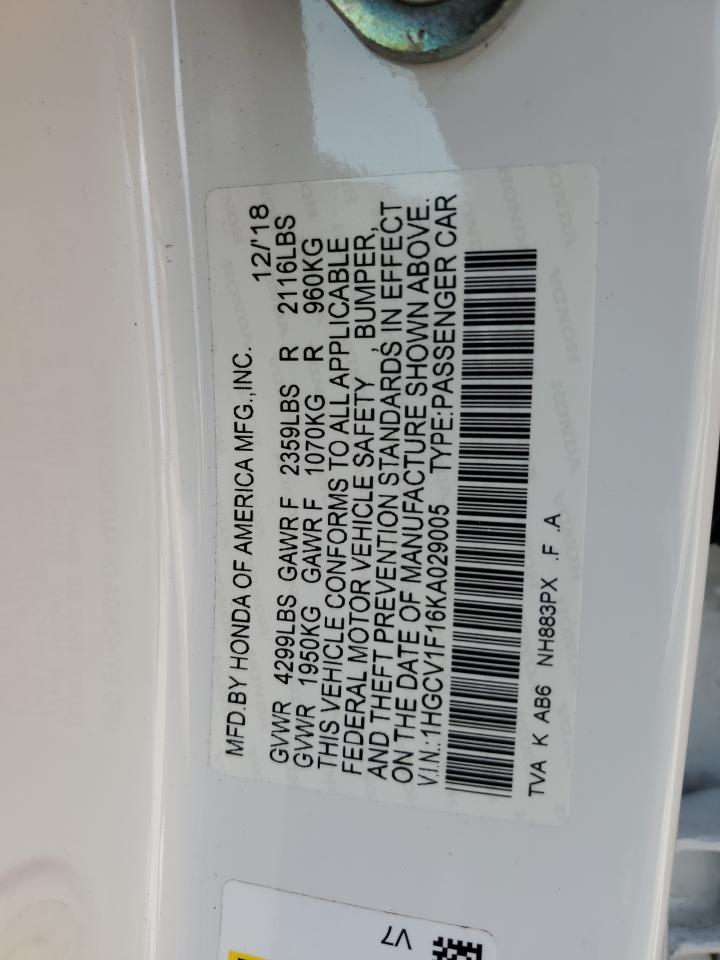 MFD.BY HONDA OF AMERICA MFG.,INC. 12/'18
GVWR 4299LBS GAWR F 2359LBS R 2116LBS
GVWR 1950KG GAWR F 1070KG R 960KG
THIS VEHICLE CONFORMS TO ALL APPLICABLE
FEDERAL MOTOR VEHICLE SAFETY , BUMPER,
AND THEFT PREVENTION STANDARDS IN EFFECT
ON THE DATE OF MANUFACTURE SHOWN ABOVE.
V.I.N.:1HGCV1F16KA029005 TYPE:PASSENGER CAR
TVA K AB6 NH883PX .F .A
V7